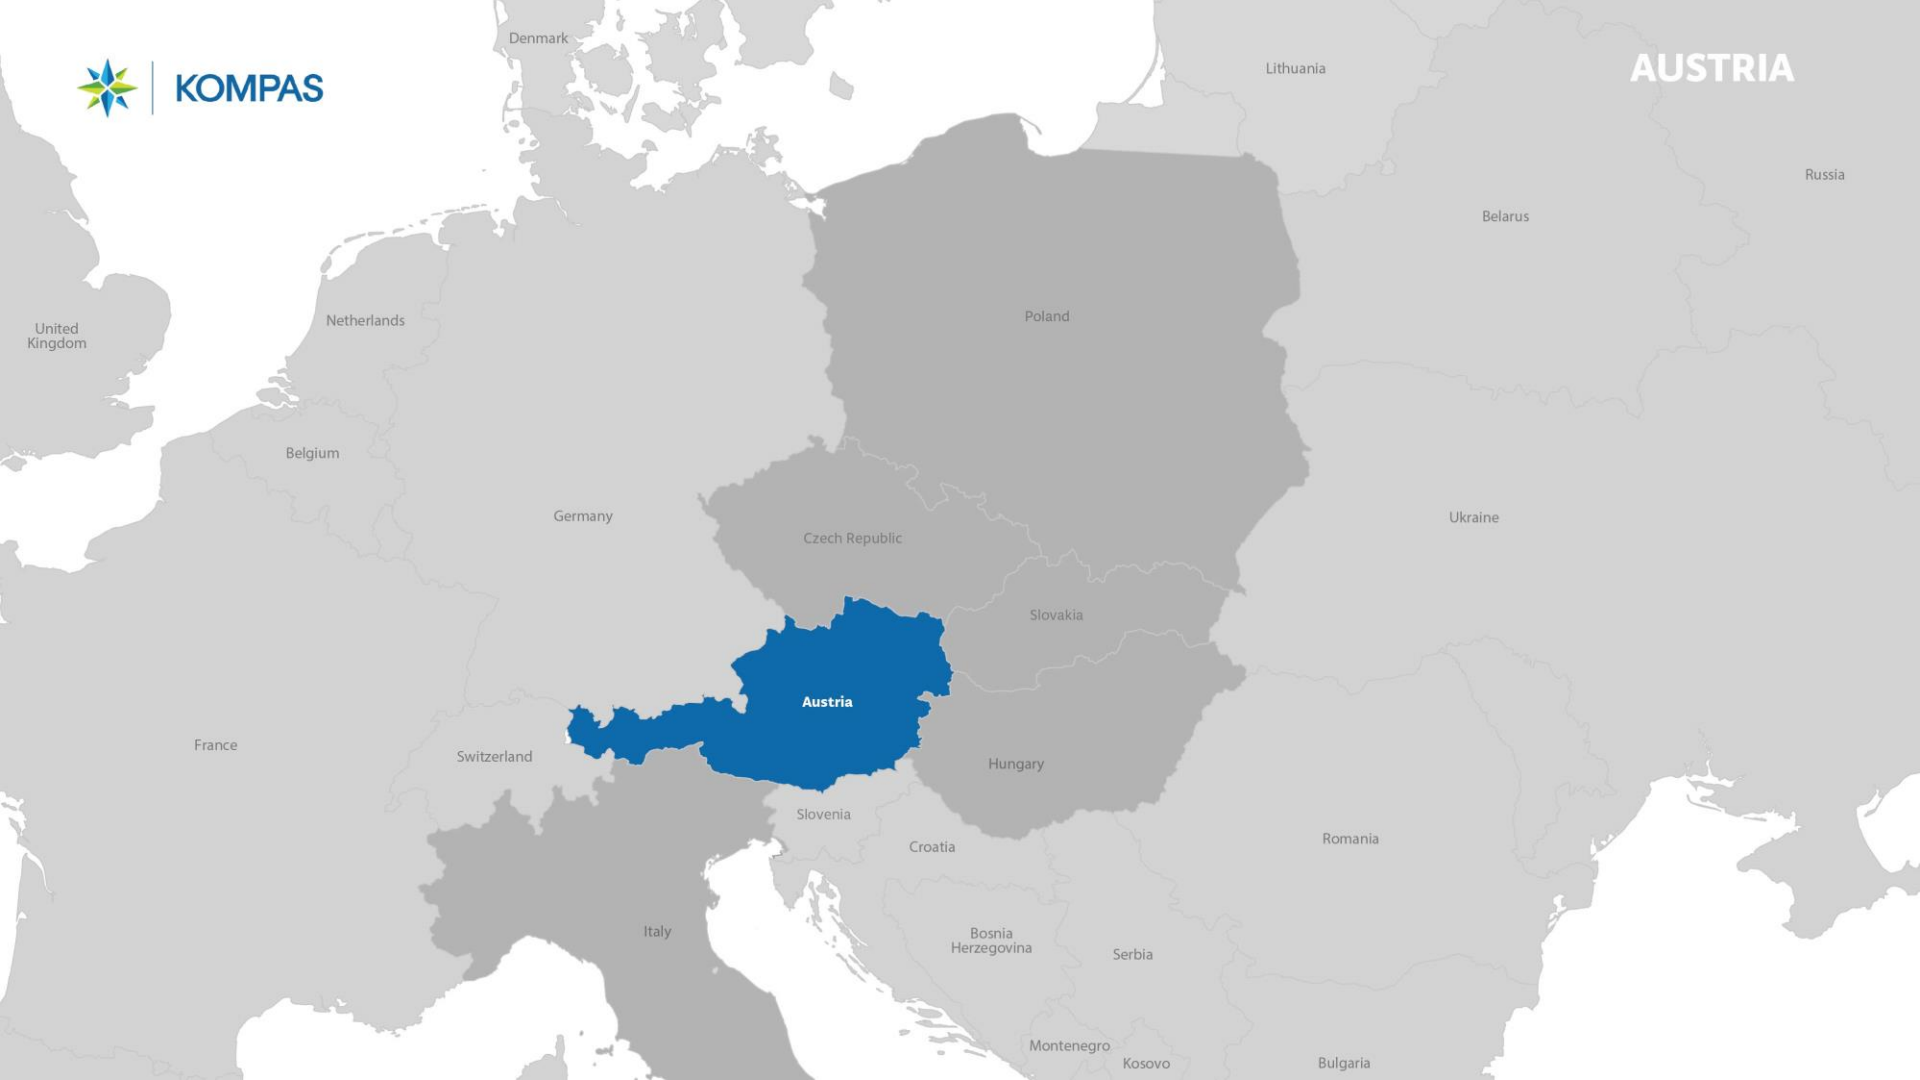 KOMPAS
AUSTRIA
Denmark
Lithuania
Russia
Belarus
United
Kingdom
Netherlands
Poland
Belgium
Germany
Czech Republic
Ukraine
Slovakia
Austria
France
Switzerland
Hungary
Slovenia
Croatia
Romania
Italy
Bosnia
Herzegovina
Serbia
Montenegro
Kosovo
Bulgaria